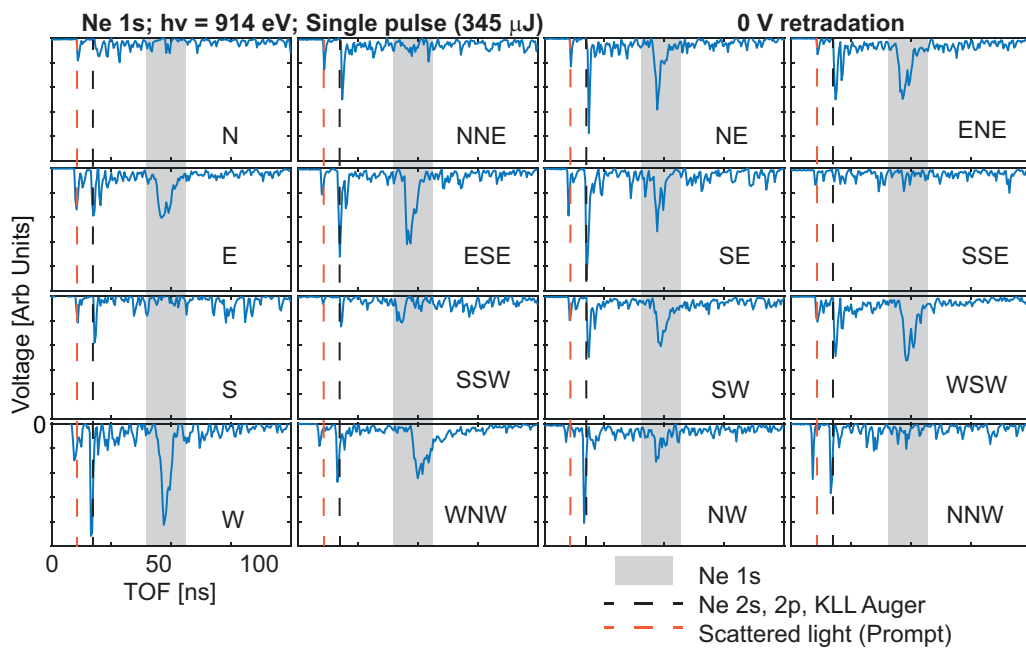 Ne 1s; hν = 914 eV; Single pulse (345 μJ)
0 V retradation
N
NNE
NE
ENE
E
ESE
SE
SSE
S
SSW
SW
WSW
W
WNW
NW
NNW
Voltage [Arb Units]
0
0 50 100
TOF [ns]
Ne 1s
Ne 2s, 2p, KLL Auger
Scattered light (Prompt)